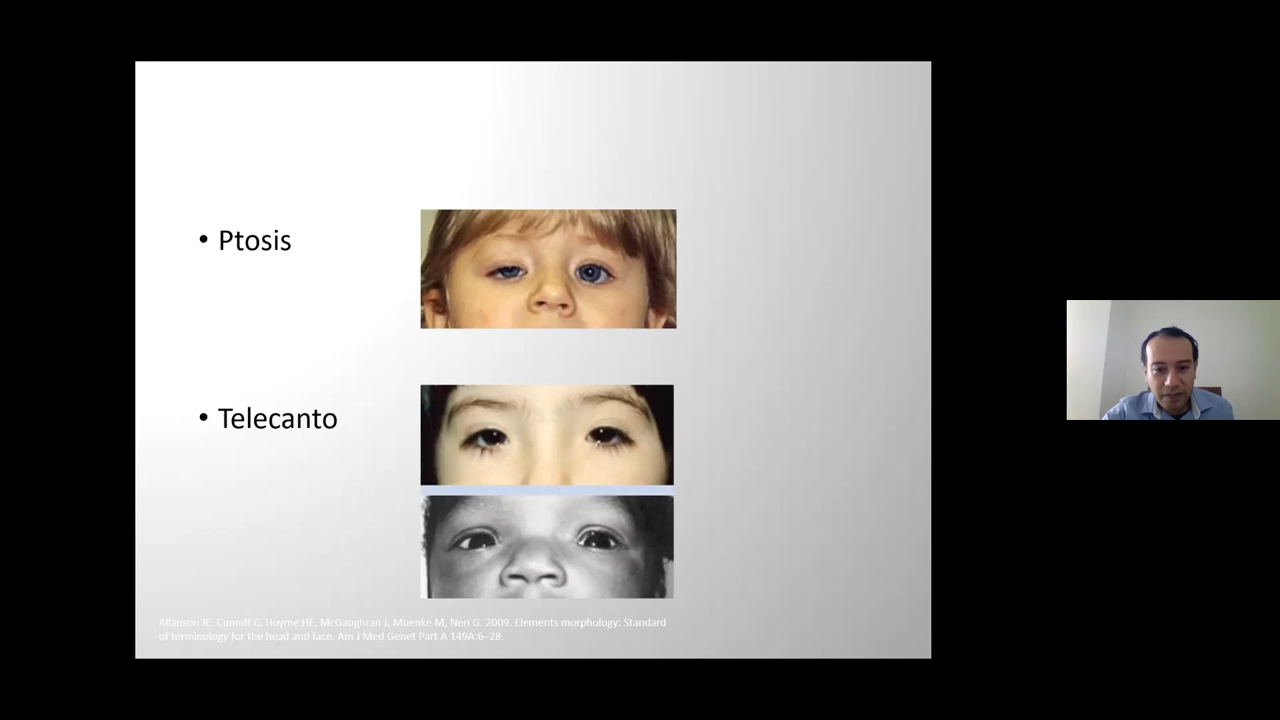 • Ptosis
• Telecanto
Allanson JE, Cunniff C, Hoyme HE, McGaughran J, Muenke M, Neri G. 2009. Elements morphology: Standard
of terminology for the head and face. Am J Med Genet Part A 149A:6–28.